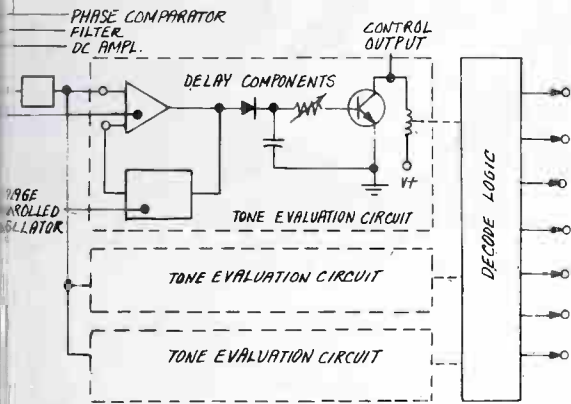 PHASE COMPARATOR
FILTER
DC AMPL.
CONTROL
OUTPUT
DELAY COMPONENTS
V+
TONE EVALUATION CIRCUIT
DECODE LOGIC
TONE EVALUATION CIRCUIT
TONE EVALUATION CIRCUIT